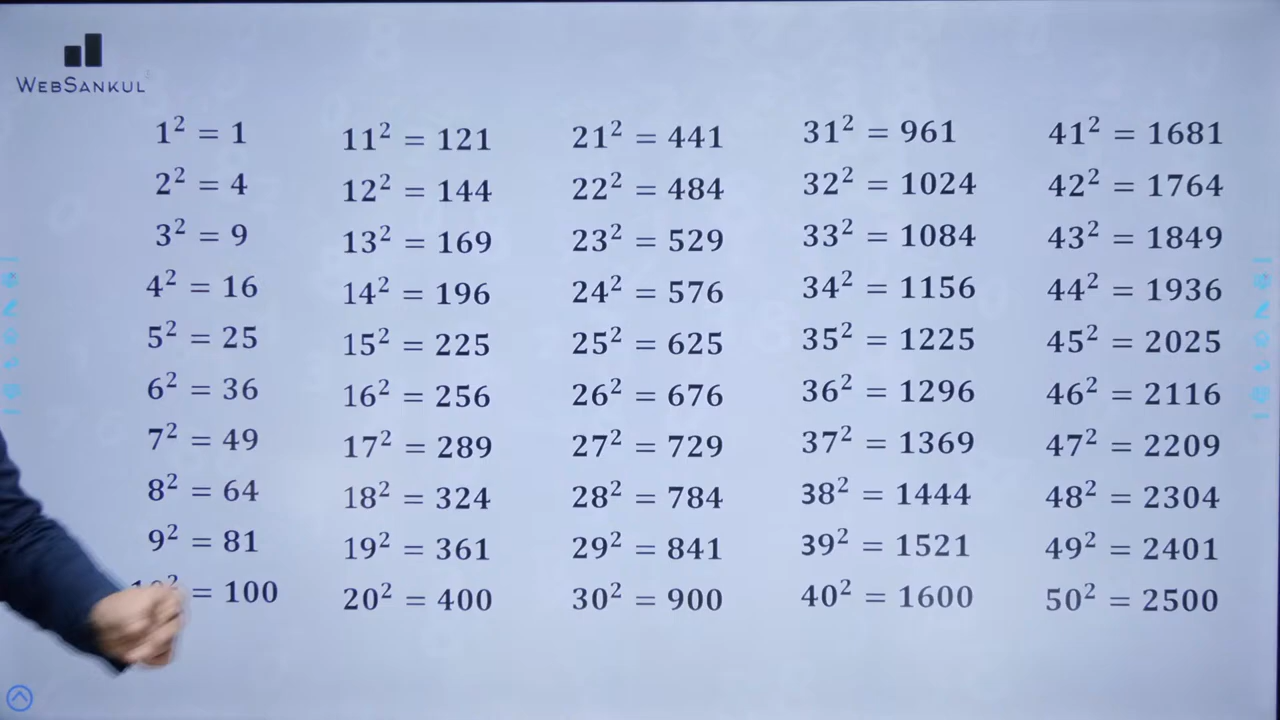 WEBSANKUL
1² = 1
2² = 4
3² = 9
4² = 16
5² = 25
6² = 36
7² = 49
8² = 64
9² = 81
= 100
11² = 121
12² = 144
13² = 169
14² = 196
15² = 225
16² = 256
17² = 289
18² = 324
19² = 361
20² = 400
21² = 441
22² = 484
23² = 529
24² = 576
25² = 625
26² = 676
27² = 729
28² = 784
29² = 841
30² = 900
31² = 961
32² = 1024
33² = 1084
34² = 1156
35² = 1225
36² = 1296
37² = 1369
38² = 1444
39² = 1521
40² = 1600
41² = 1681
42² = 1764
43² = 1849
44² = 1936
45² = 2025
46² = 2116
47² = 2209
48² = 2304
49² = 2401
50² = 2500